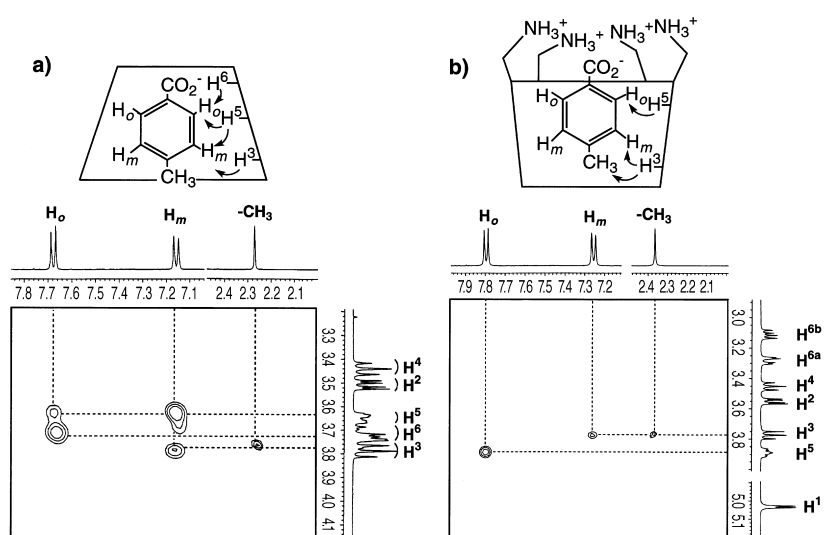 a)
CO₂⁻
H⁶
Hₒ
Hₒ
H⁵
Hₘ
Hₘ
H³
CH₃
Hₒ
Hₘ
-CH₃
7.8 7.7 7.6 7.5 7.4 7.3 7.2 7.1
2.4 2.3 2.2 2.1
3.3
3.4
3.5
3.6
3.7
3.8
3.9
4.0
4.1
H⁴
H²
H⁵
H⁶
H³
b)
NH₃⁺
NH₃⁺
NH₃⁺
NH₃⁺
CO₂⁻
Hₒ
Hₒ
H⁵
Hₘ
Hₘ
H³
CH₃
Hₒ
Hₘ
-CH₃
7.9 7.8 7.7 7.6 7.5 7.4 7.3 7.2
2.4 2.3 2.2 2.1
3.0
3.2
3.4
3.6
3.8
5.0
5.1
H⁶ᵇ
H⁶ᵃ
H⁴
H²
H³
H⁵
H¹